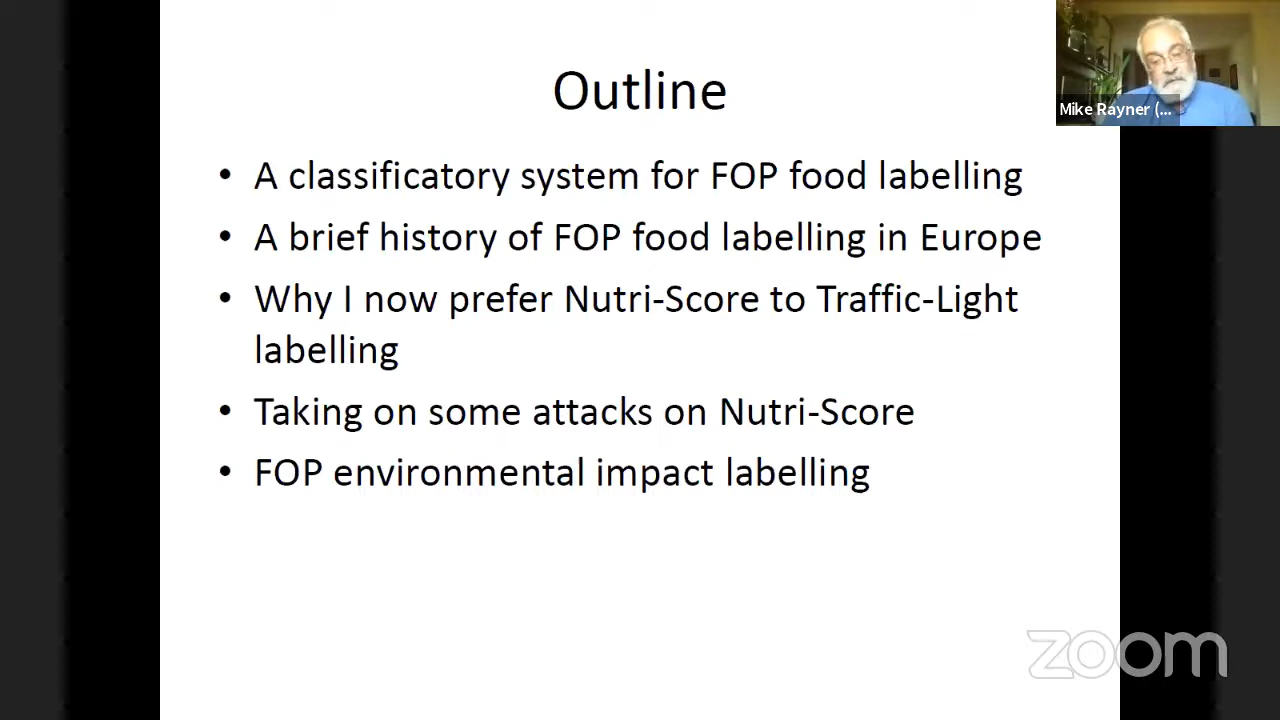 Outline
Mike Rayner (...
• A classificatory system for FOP food labelling
• A brief history of FOP food labelling in Europe
• Why I now prefer Nutri-Score to Traffic-Light
labelling
• Taking on some attacks on Nutri-Score
• FOP environmental impact labelling
zoom